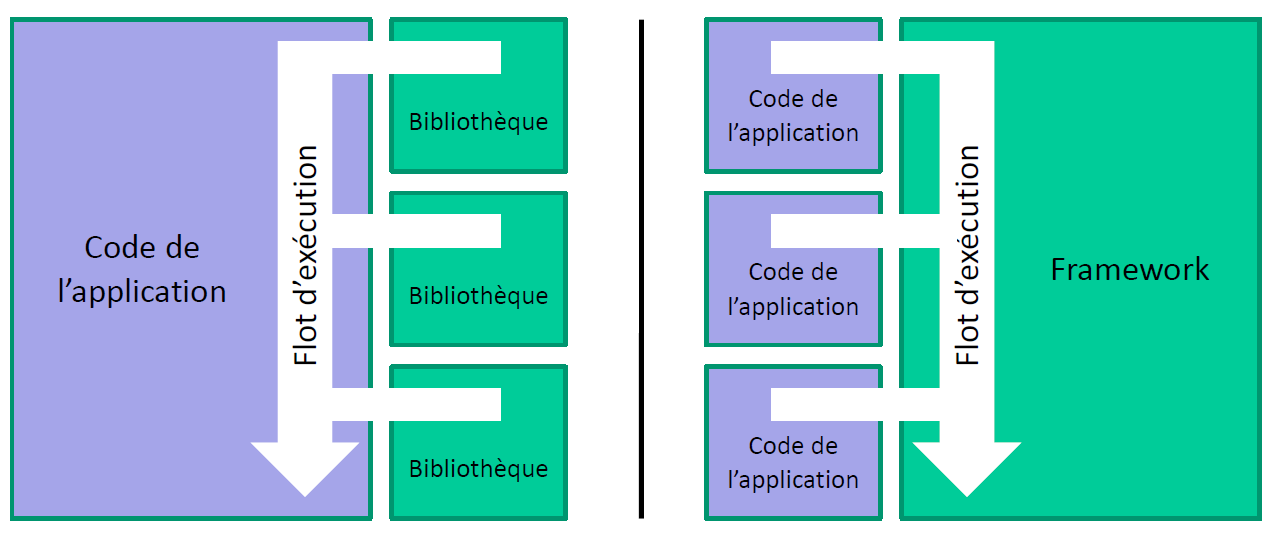 Code de
l’application
Flot d’exécution
Bibliothèque
Bibliothèque
Bibliothèque
Code de
l’application
Code de
l’application
Code de
l’application
Flot d’exécution
Framework